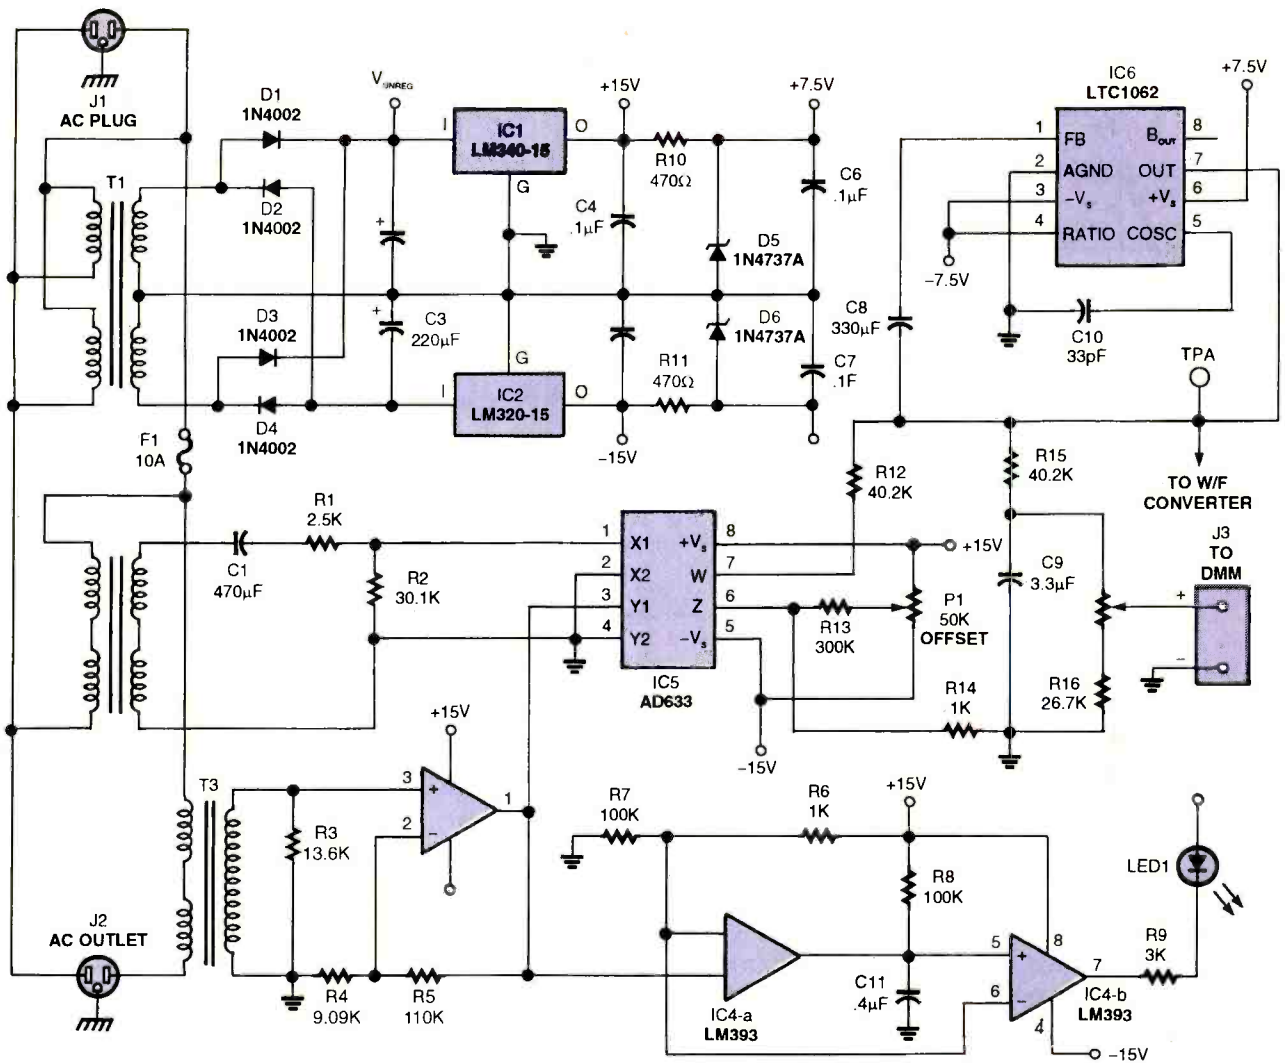 J1
AC PLUG
T1
D1
1N4002
D2
1N4002
D3
1N4002
D4
1N4002
VUNREG
+
+
C3
220µF
I
IC1
LM340-15
O
G
G
I
IC2
LM320-15
O
+15V
C4
.1µF
R10
470Ω
+7.5V
C6
.1µF
D5
1N4737A
D6
1N4737A
R11
470Ω
C7
.1F
-15V
IC6
LTC1062
+7.5V
1
FB
BOUT
8
2
AGND
OUT
7
3
-Vs
+Vs
6
4
RATIO
COSC
5
-7.5V
C8
330µF
C10
33pF
TPA
TO W/F
CONVERTER
F1
10A
R1
2.5K
C1
470µF
R2
30.1K
1
X1
+Vs
8
2
X2
W
7
3
Y1
Z
6
4
Y2
-Vs
5
IC5
AD633
R12
40.2K
+15V
R13
300K
P1
50K
OFFSET
R14
1K
-15V
R15
40.2K
C9
3.3µF
R16
26.7K
J3
TO
DMM
+
–
T3
R3
13.6K
+15V
3
+
2
–
1
R4
9.09K
R5
110K
J2
AC OUTLET
R7
100K
R6
1K
+15V
R8
100K
IC4-a
LM393
C11
.4µF
5
+
6
–
8
7
4
IC4-b
LM393
-15V
R9
3K
LED1